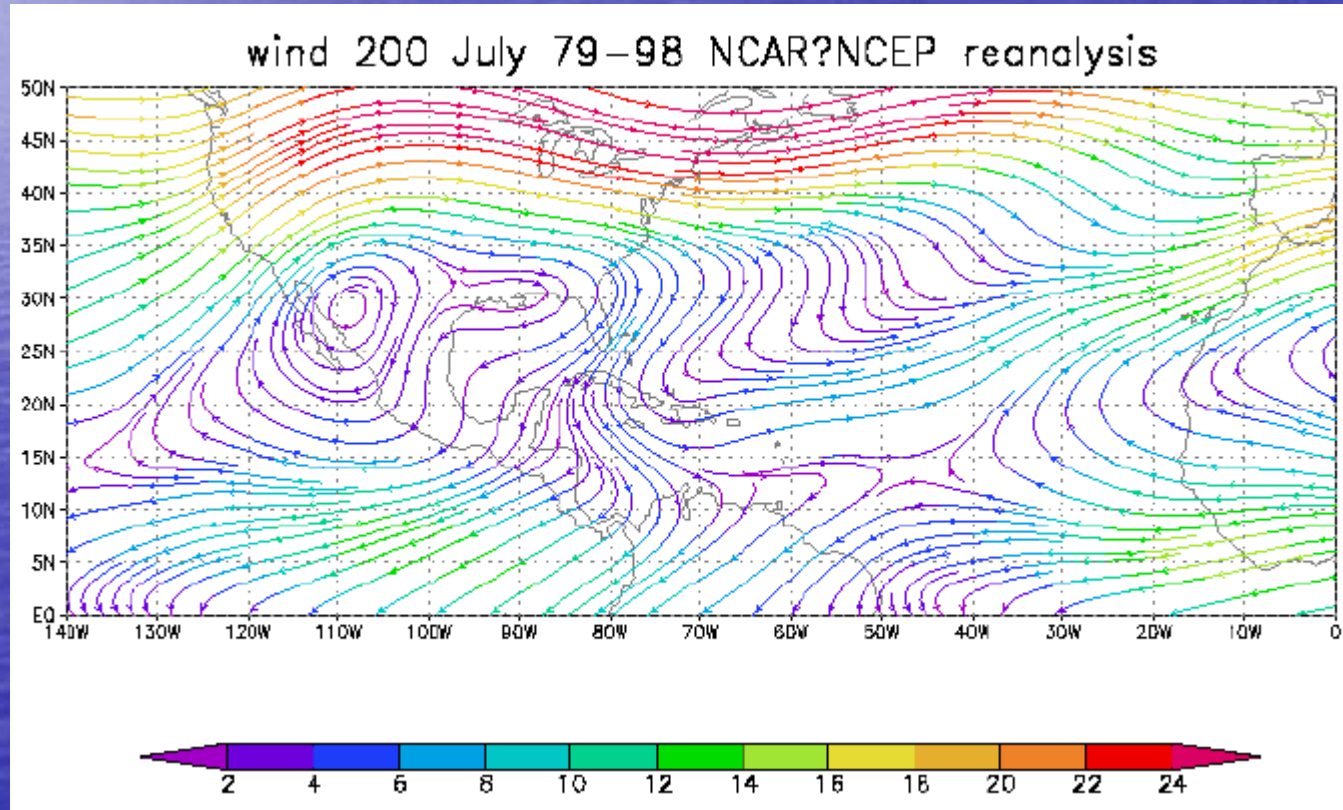 wind 200 July 79-98 NCAR?NCEP reanalysis
50N
45N
40N
35N
30N
25N
20N
15N
10N
5N
EQ
140W 130W 120W 110W 100W 90W 80W 70W 60W 50W 40W 30W 20W 10W 0
2 4 6 8 10 12 14 16 18 20 22 24